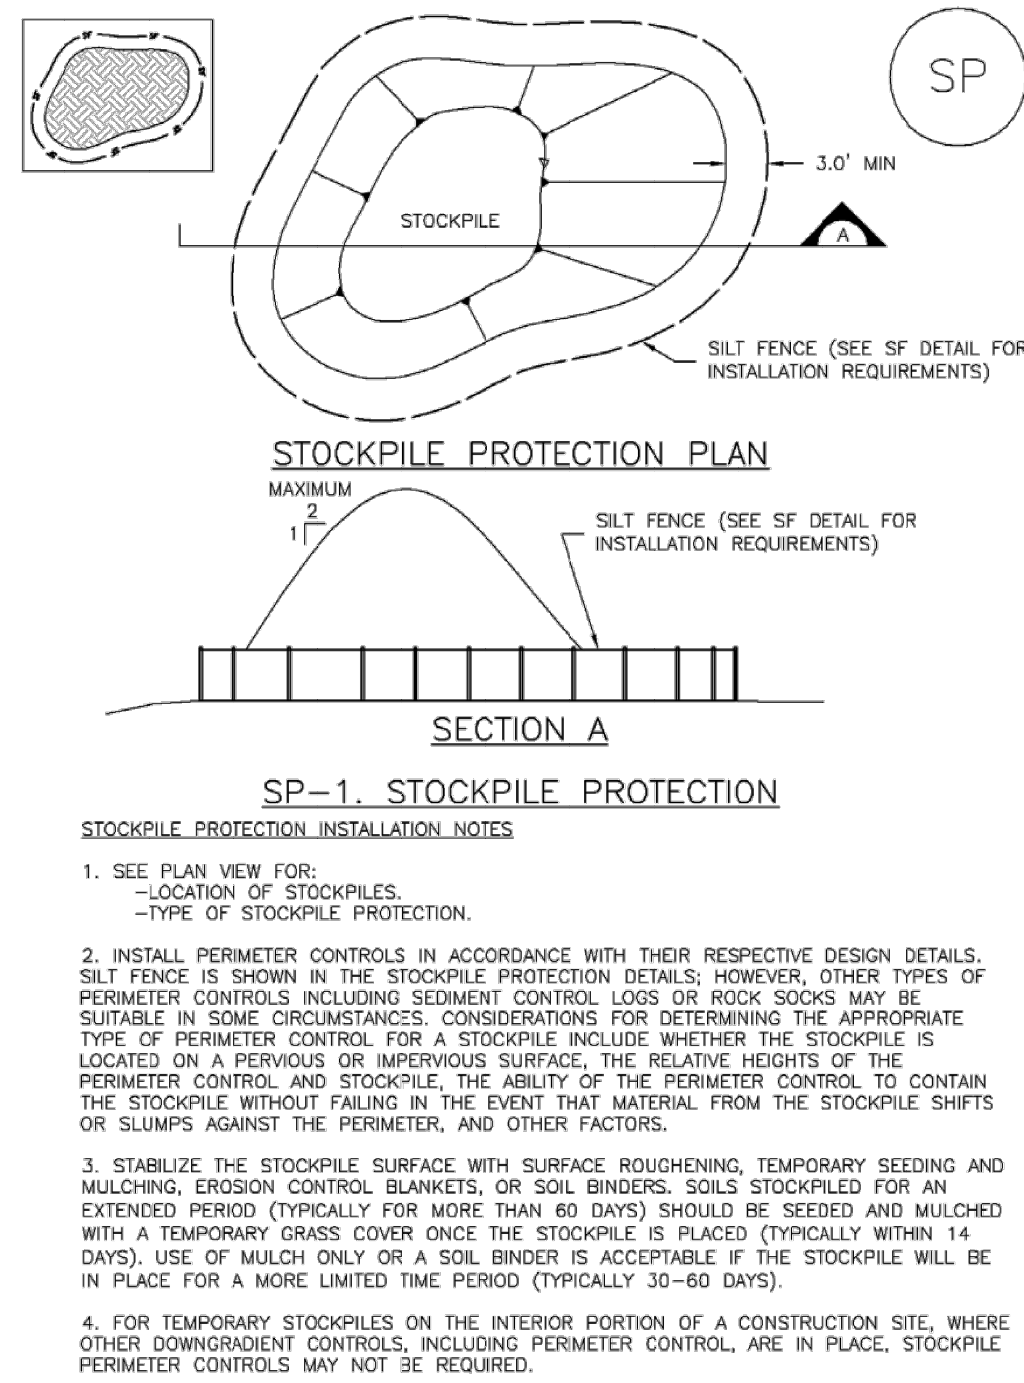 SP
3.0' MIN
STOCKPILE
A
SILT FENCE (SEE SF DETAIL FOR
INSTALLATION REQUIREMENTS)
STOCKPILE PROTECTION PLAN
MAXIMUM
2
1
SILT FENCE (SEE SF DETAIL FOR
INSTALLATION REQUIREMENTS)
SECTION A
SP-1. STOCKPILE PROTECTION
STOCKPILE PROTECTION INSTALLATION NOTES
1. SEE PLAN VIEW FOR:
-LOCATION OF STOCKPILES.
-TYPE OF STOCKPILE PROTECTION.
2. INSTALL PERIMETER CONTROLS IN ACCORDANCE WITH THEIR RESPECTIVE DESIGN DETAILS.
SILT FENCE IS SHOWN IN THE STOCKPILE PROTECTION DETAILS; HOWEVER, OTHER TYPES OF
PERIMETER CONTROLS INCLUDING SEDIMENT CONTROL LOGS OR ROCK SOCKS MAY BE
SUITABLE IN SOME CIRCUMSTANCES. CONSIDERATIONS FOR DETERMINING THE APPROPRIATE
TYPE OF PERIMETER CONTROL FOR A STOCKPILE INCLUDE WHETHER THE STOCKPILE IS
LOCATED ON A PERVIOUS OR IMPERVIOUS SURFACE, THE RELATIVE HEIGHTS OF THE
PERIMETER CONTROL AND STOCKPILE, THE ABILITY OF THE PERIMETER CONTROL TO CONTAIN
THE STOCKPILE WITHOUT FAILING IN THE EVENT THAT MATERIAL FROM THE STOCKPILE SHIFTS
OR SLUMPS AGAINST THE PERIMETER, AND OTHER FACTORS.
3. STABILIZE THE STOCKPILE SURFACE WITH SURFACE ROUGHENING, TEMPORARY SEEDING AND
MULCHING, EROSION CONTROL BLANKETS, OR SOIL BINDERS. SOILS STOCKPILED FOR AN
EXTENDED PERIOD (TYPICALLY FOR MORE THAN 60 DAYS) SHOULD BE SEEDED AND MULCHED
WITH A TEMPORARY GRASS COVER ONCE THE STOCKPILE IS PLACED (TYPICALLY WITHIN 14
DAYS). USE OF MULCH ONLY OR A SOIL BINDER IS ACCEPTABLE IF THE STOCKPILE WILL BE
IN PLACE FOR A MORE LIMITED TIME PERIOD (TYPICALLY 30-60 DAYS).
4. FOR TEMPORARY STOCKPILES ON THE INTERIOR PORTION OF A CONSTRUCTION SITE, WHERE
OTHER DOWNGRADIENT CONTROLS, INCLUDING PERIMETER CONTROL, ARE IN PLACE, STOCKPILE
PERIMETER CONTROLS MAY NOT BE REQUIRED.